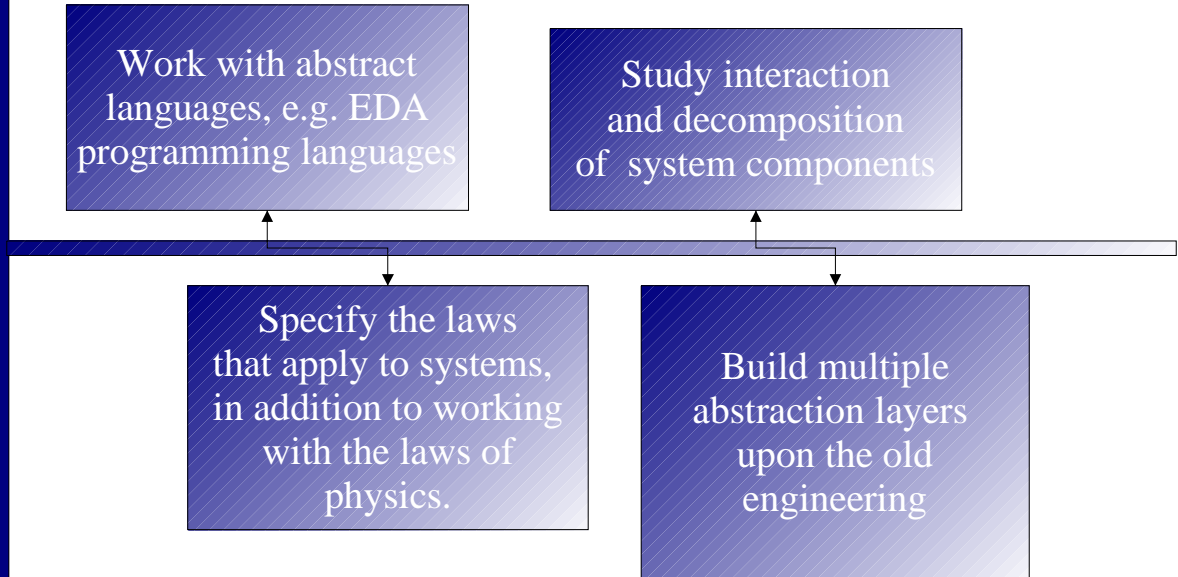 Work with abstract
languages, e.g. EDA
programming languages
Study interaction
and decomposition
of system components
Specify the laws
that apply to systems,
in addition to working
with the laws of
physics.
Build multiple
abstraction layers
upon the old
engineering